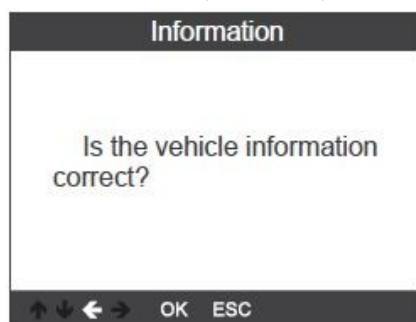 Information
Is the vehicle information
correct?
OK ESC